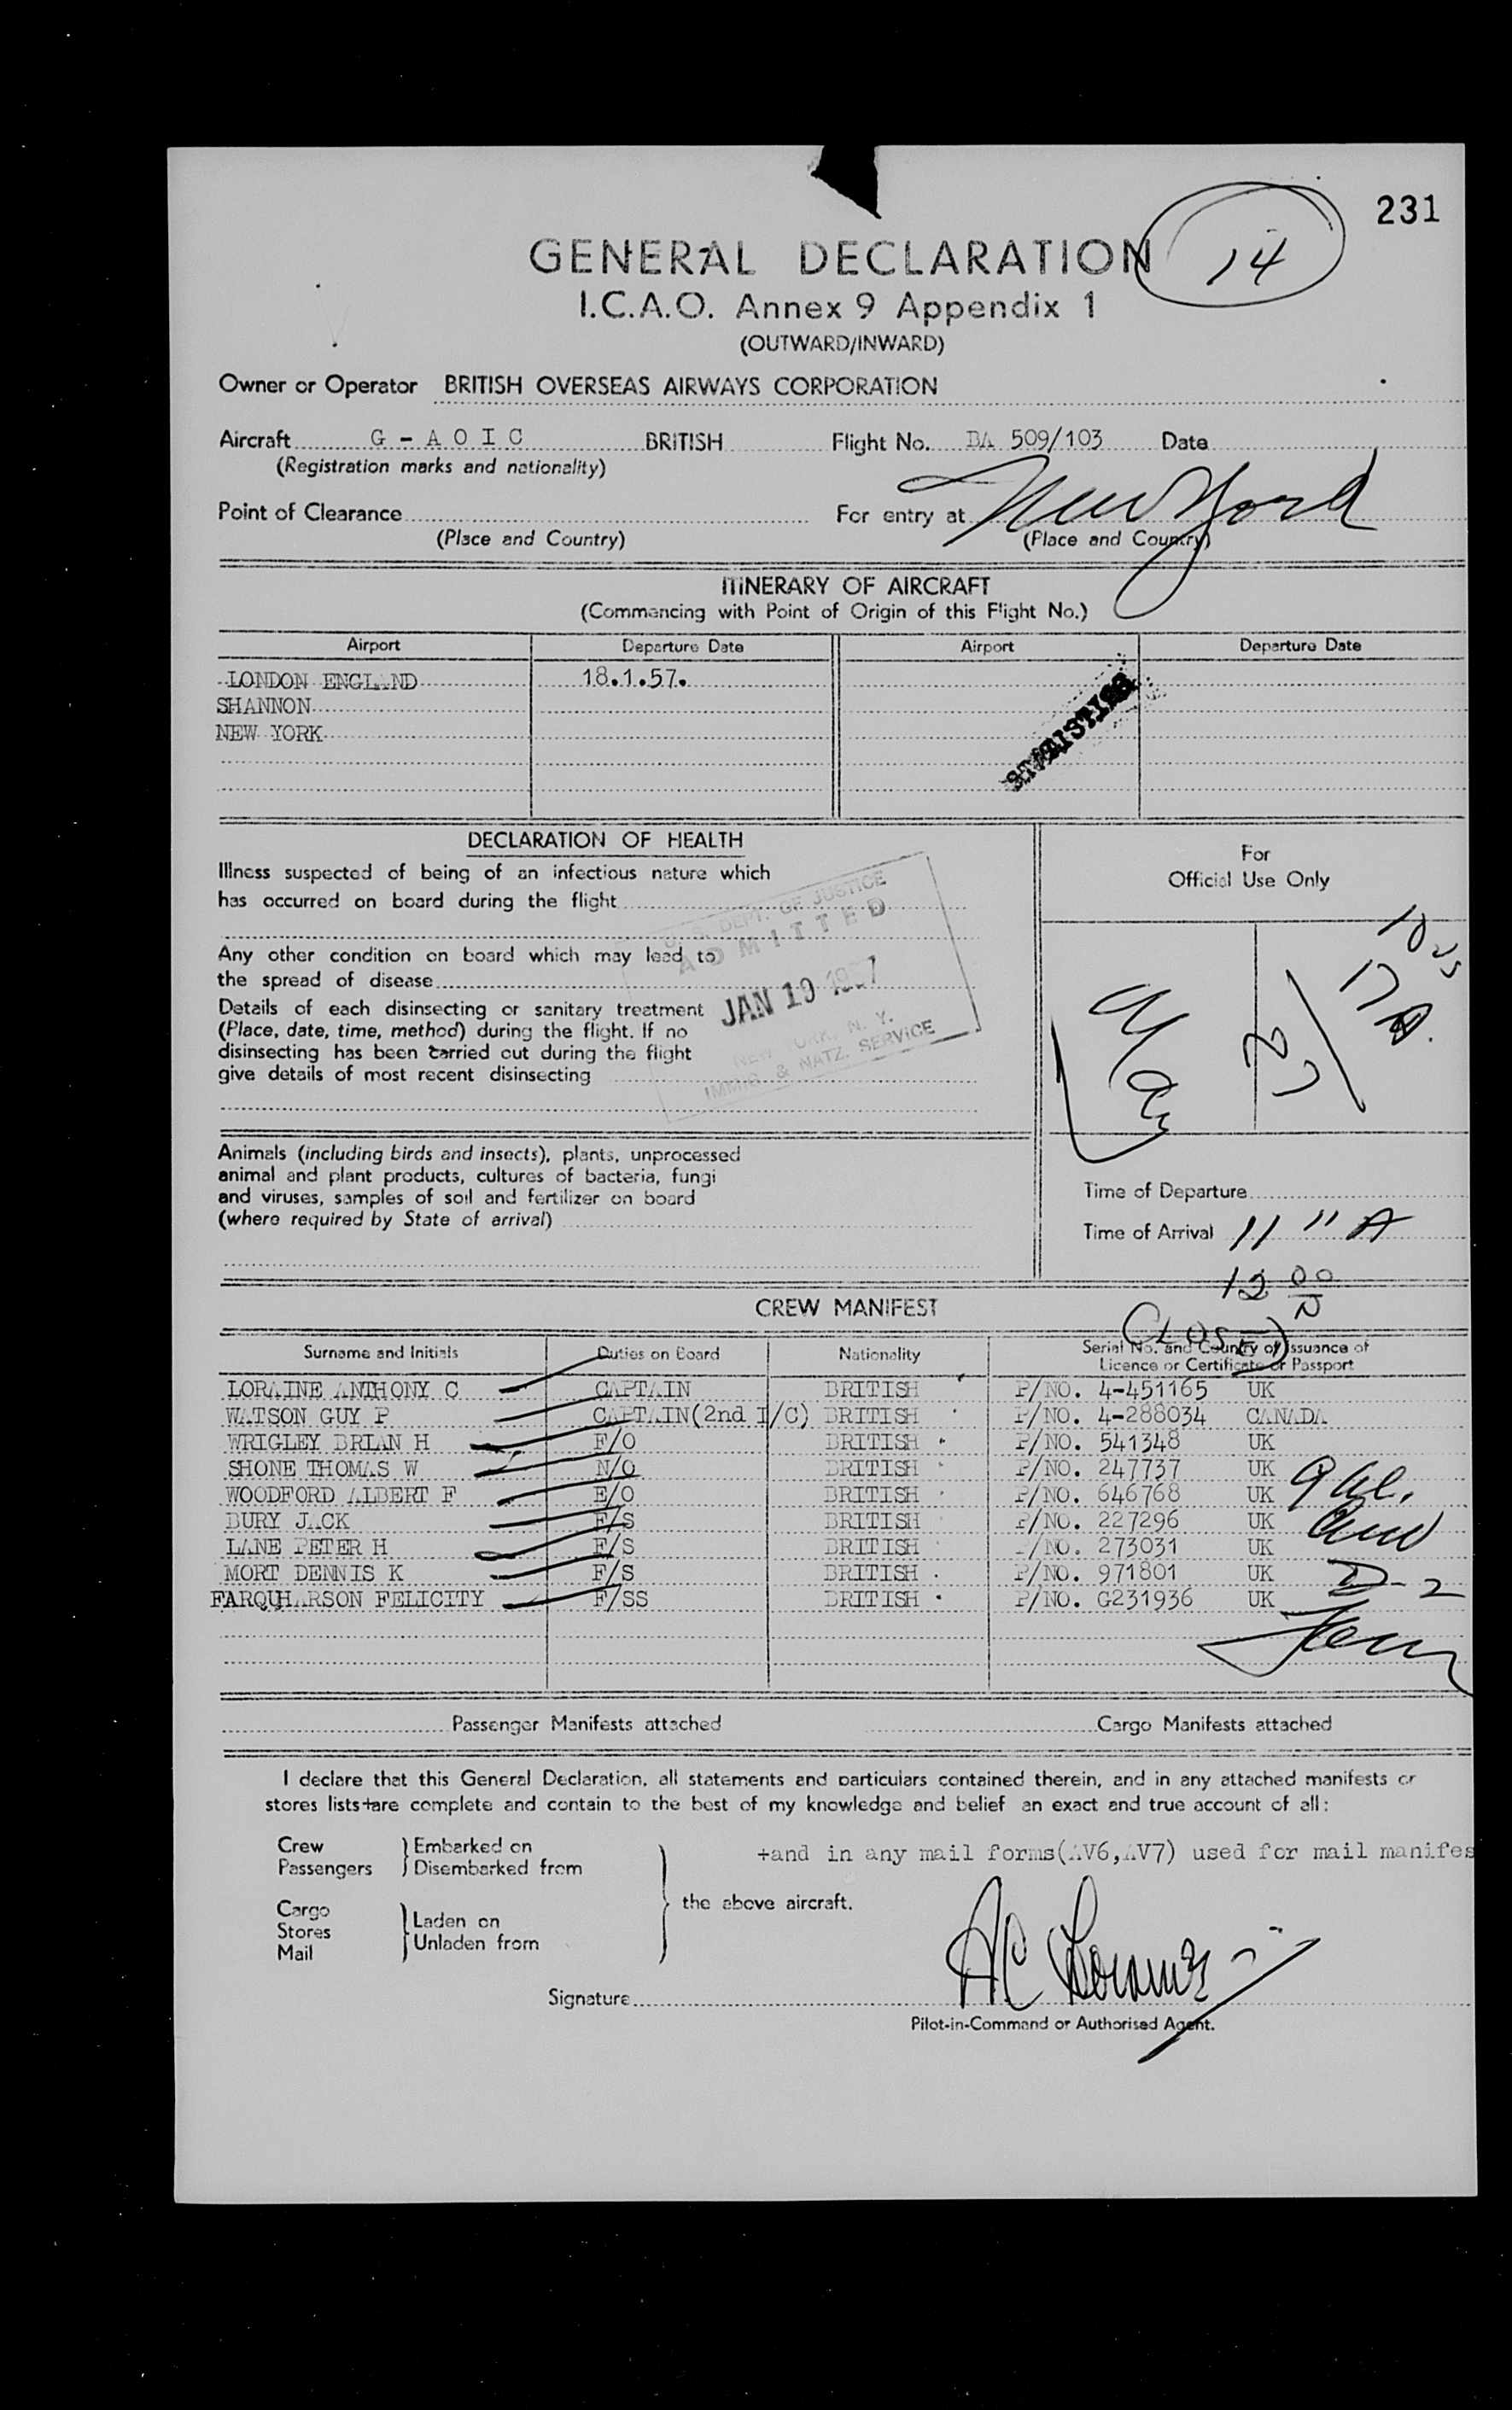 231
14
GENERAL DECLARATION
I.C.A.O. Annex 9 Appendix 1
(OUTWARD/INWARD)
Owner or Operator BRITISH OVERSEAS AIRWAYS CORPORATION
Aircraft G - A O I C BRITISH Flight No. BA 509/103 Date
(Registration marks and nationality)
Point of Clearance For entry at New York
(Place and Country) (Place and Country)
ITINERARY OF AIRCRAFT
(Commencing with Point of Origin of this Flight No.)
Airport Departure Date Airport Departure Date
LONDON ENGLAND 18.1.57.
SHANNON
NEW YORK
STATISTICS
DECLARATION OF HEALTH
For
Official Use Only
Illness suspected of being of an infectious nature which
has occurred on board during the flight
Any other condition on board which may lead to
the spread of disease
Details of each disinsecting or sanitary treatment
(Place, date, time, method) during the flight. If no
disinsecting has been carried out during the flight
give details of most recent disinsecting
U. S. DEPT. OF JUSTICE
ADMITTED
JAN 19 1957
NEW YORK, N. Y.
IMMIG. & NATZ. SERVICE
Animals (including birds and insects), plants, unprocessed
animal and plant products, cultures of bacteria, fungi
and viruses, samples of soil and fertilizer on board
(where required by State of arrival)
Time of Departure
Time of Arrival 11 11 A
12 00 N
CREW MANIFEST
(CLOSE)
Surname and Initials Duties on Board Nationality Serial No. and Country of Issuance of
Licence or Certificate or Passport
LORAINE ANTHONY C CAPTAIN BRITISH P/NO. 4-451165 UK
WATSON GUY P CAPTAIN(2nd I/C) BRITISH P/NO. 4-288034 CANADA
WRIGLEY BRIAN H F/O BRITISH P/NO. 541348 UK
SHONE THOMAS W N/O BRITISH P/NO. 247737 UK
WOODFORD ALBERT F E/O BRITISH P/NO. 646768 UK
BURY JACK F/S BRITISH P/NO. 227296 UK
LANE PETER H F/S BRITISH P/NO. 273031 UK
MORT DENNIS K F/S BRITISH P/NO. 971801 UK
FARQUHARSON FELICITY F/SS BRITISH P/NO. G231936 UK
D-2
Passenger Manifests attached Cargo Manifests attached
I declare that this General Declaration, all statements and particulars contained therein, and in any attached manifests or
stores lists+are complete and contain to the best of my knowledge and belief an exact and true account of all:
Crew Embarked on
Passengers Disembarked from
+and in any mail forms(AV6,AV7) used for mail manifes
Cargo
Stores Laden on
Mail Unladen from
the above aircraft.
Signature AC Loraine
Pilot-in-Command or Authorised Agent.